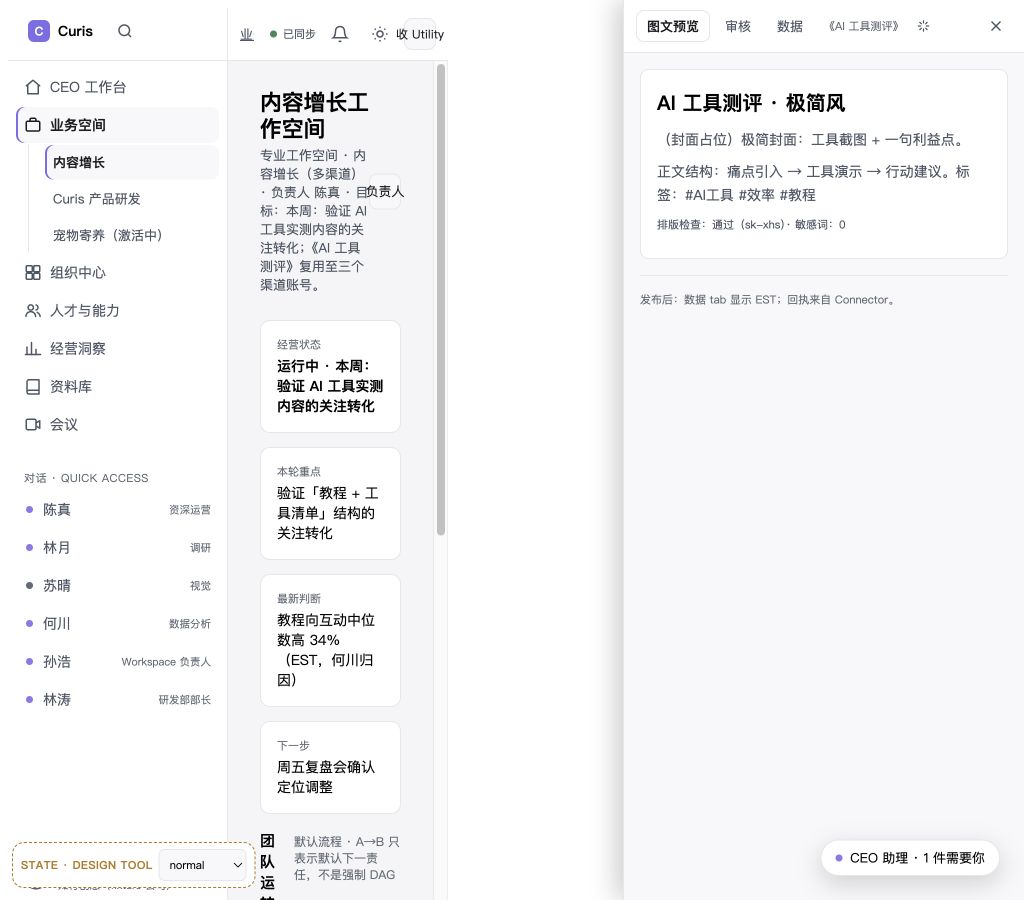 C Curis
CEO 工作台
业务空间
内容增长
Curis 产品研发
宠物寄养（激活中）
组织中心
人才与能力
经营洞察
资料库
会议
对话 · QUICK ACCESS
陈真 资深运营
林月 调研
苏晴 视觉
何川 数据分析
孙浩 Workspace 负责人
林涛 研发部部长
STATE · DESIGN TOOL normal
已同步 收 Utility
内容增长工
作空间
专业工作空间 · 内
容增长（多渠道）
· 负责人 陈真 · 目
标：本周：验证 AI
工具实测内容的关
注转化；《AI 工具
测评》复用至三个
渠道账号。
负责人
经营状态
运行中 · 本周：
验证 AI 工具实测
内容的关注转化
本轮重点
验证「教程 + 工
具清单」结构的
关注转化
最新判断
教程向互动中位
数高 34%
（EST，何川归
因）
下一步
周五复盘会确认
定位调整
团
队
运
默认流程 · A→B 只
表示默认下一责
任，不是强制 DAG
图文预览 审核 数据 《AI 工具测评》
AI 工具测评 · 极简风
（封面占位）极简封面：工具截图 + 一句利益点。
正文结构：痛点引入 → 工具演示 → 行动建议。标
签：#AI工具 #效率 #教程
排版检查：通过（sk-xhs）· 敏感词：0
发布后：数据 tab 显示 EST；回执来自 Connector。
CEO 助理 · 1 件需要你